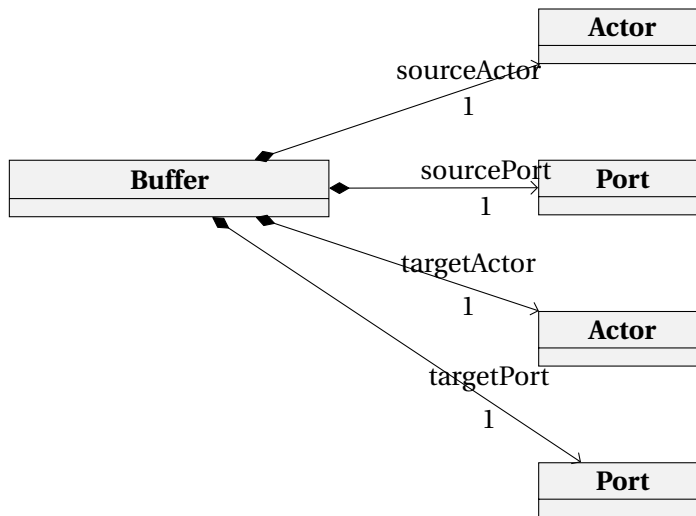 Actor
sourceActor
1
Buffer
sourcePort
1
Port
targetActor
1
Actor
targetPort
1
Port